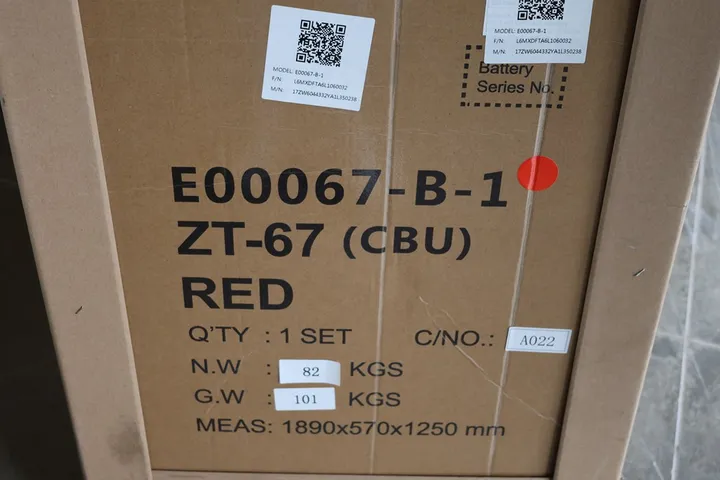 MODEL: E00067-B-1
F/N: L6MXDFTA6L1060032
M/N: 17ZW6044332YA1L350238
MODEL: E00067-B-1
F/N: L6MXDFTA6L1060032
M/N: 17ZW6044332YA1L350238
Battery
Series No.
E00067-B-1
ZT-67 (CBU)
RED
Q'TY : 1 SET C/NO.: A022
N.W : 82 KGS
G.W : 101 KGS
MEAS: 1890x570x1250 mm